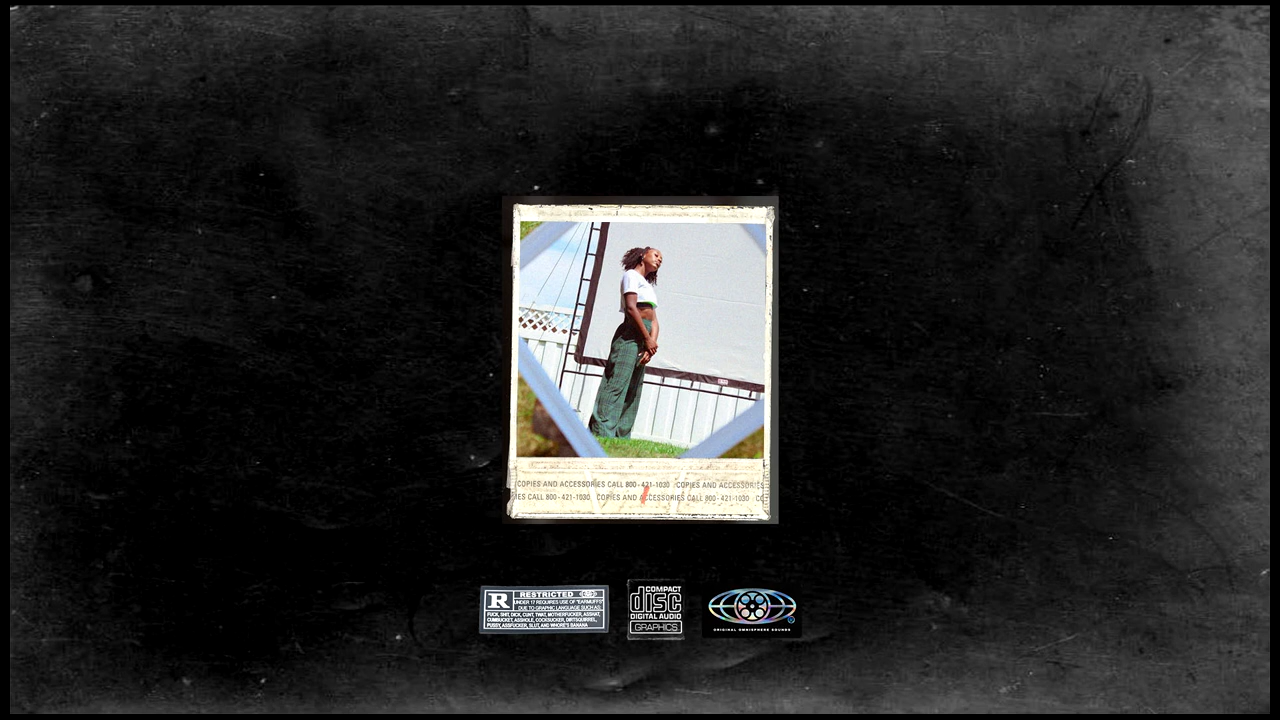 COPIES AND ACCESSORIES CALL 800-421-1030 COPIES AND ACCESSORIES
IES CALL 800-421-1030 COPIES AND ACCESSORIES CALL 800-421-1030 CO
R RESTRICTED
UNDER 17 REQUIRES USE OF "EARMUFFS"
DUE TO GRAPHIC LANGUAGE SUCH AS:
FUCK, SHIT, DICK, CUNT, TWAT, MOTHERFUCKER, ASSHAT,
CUMBUCKET, ASSHOLE, COCKSUCKER, DIRTSQUIRREL,
PUSSY, ASSFUCKER, SLUT, AND WHORE'S BANANA
COMPACT
disc
DIGITAL AUDIO
GRAPHICS
ORIGINAL OMNISPHERE SOUNDS